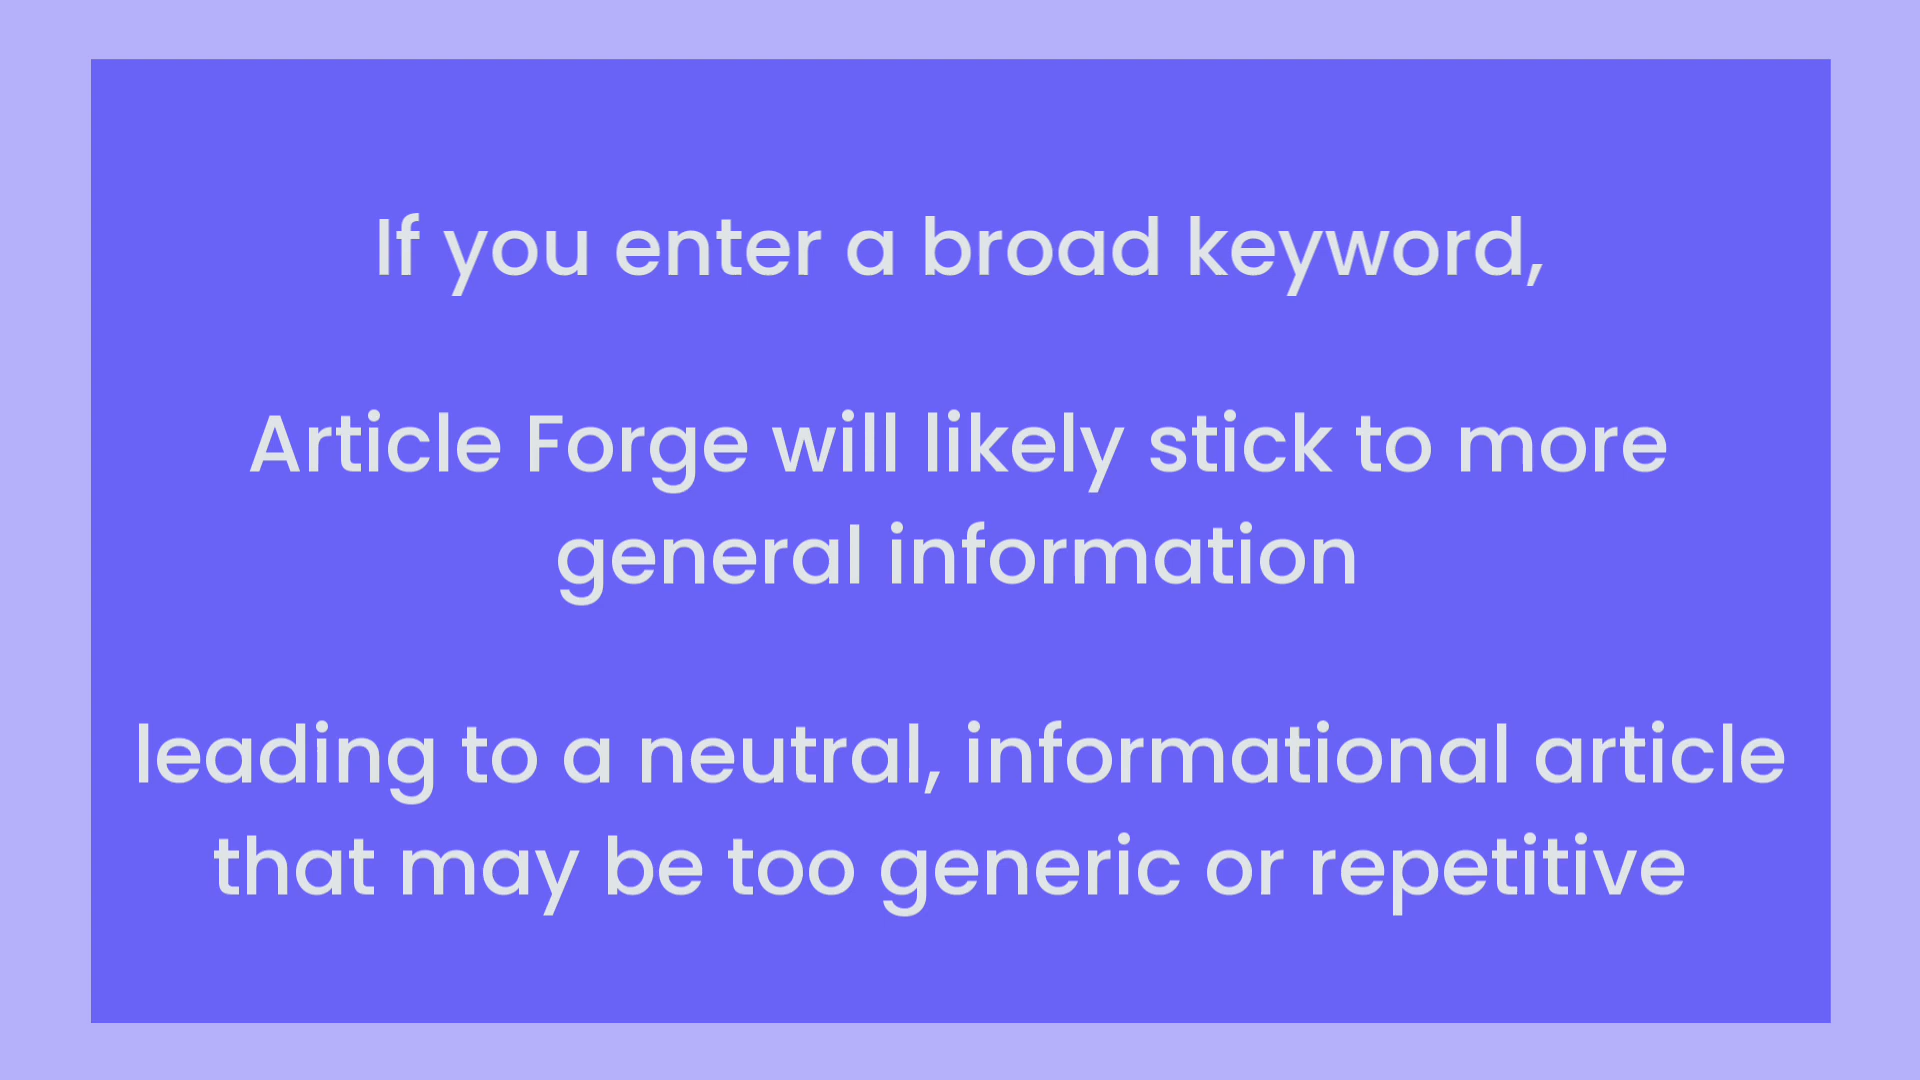 If you enter a broad keyword,
Article Forge will likely stick to more
general information
leading to a neutral, informational article
that may be too generic or repetitive